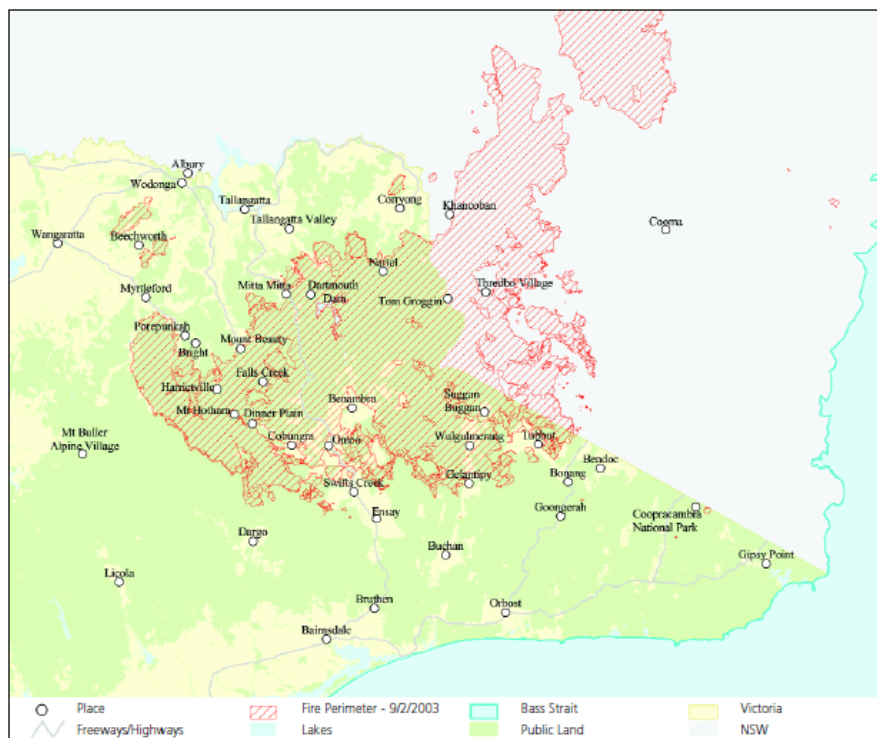 Albury
Wodonga
Tallangatta
Corryong
Khancoban
Tallangatta Valley
Cooma
Wangaratta
Beechworth
Nariel
Mitta Mitta
Dartmouth
Dam
Thredbo Village
Myrtleford
Tom Groggin
Porepunkah
Bright
Mount Beauty
Falls Creek
Harrietville
Benambra
Suggan
Buggan
Mt Hotham
Dinner Plain
Mt Buller
Alpine Village
Cobungra
Omeo
Wulgulmerang
Tubbut
Bendoc
Swifts Creek
Gelantipy
Bonang
Ensay
Goongerah
Coopracambra
National Park
Dargo
Buchan
Gipsy Point
Licola
Bruthen
Orbost
Bairnsdale
Place
Fire Perimeter - 9/2/2003
Bass Strait
Victoria
Freeways/Highways
Lakes
Public Land
NSW